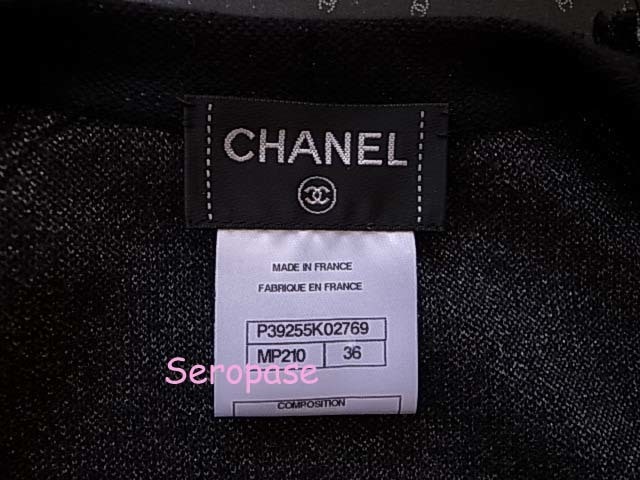 CHANEL
MADE IN FRANCE
FABRIQUE EN FRANCE
P39255K02769
MP210 36
Seropase
COMPOSITION